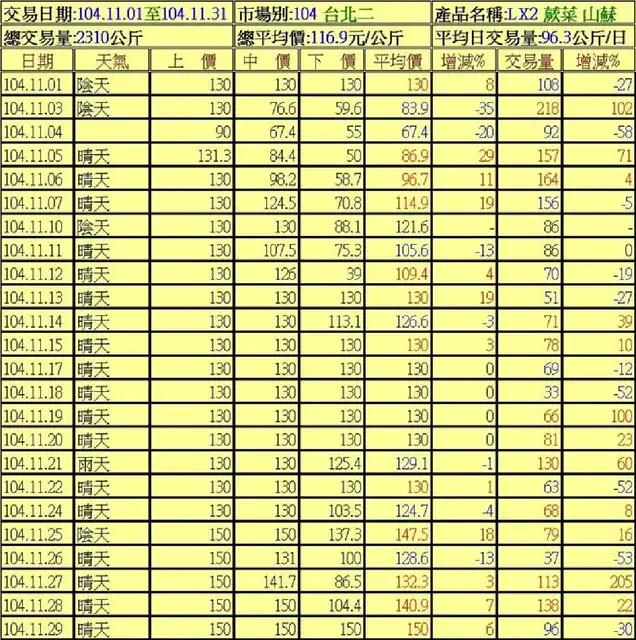 交易日期:104.11.01至104.11.31 市場別:104 台北二 產品名稱:LX2 蕨菜 山蘇
總交易量:2310公斤 總平均價:116.9元/公斤 平均日交易量:96.3公斤/日
日期 天氣 上 價 中 價 下 價 平均價 增減% 交易量 增減%
104.11.01 陰天 130 130 130 130 8 108 -27
104.11.03 陰天 130 76.6 59.6 83.9 -35 218 102
104.11.04 90 67.4 55 67.4 -20 92 -58
104.11.05 晴天 131.3 84.4 50 86.9 29 157 71
104.11.06 晴天 130 98.2 58.7 96.7 11 164 4
104.11.07 晴天 130 124.5 70.8 114.9 19 156 -5
104.11.10 陰天 130 130 88.1 121.6 - 86 -
104.11.11 晴天 130 107.5 75.3 105.6 -13 86 0
104.11.12 晴天 130 126 39 109.4 4 70 -19
104.11.13 晴天 130 130 130 130 19 51 -27
104.11.14 晴天 130 130 113.1 126.6 -3 71 39
104.11.15 晴天 130 130 130 130 3 78 10
104.11.17 晴天 130 130 130 130 0 69 -12
104.11.18 晴天 130 130 130 130 0 33 -52
104.11.19 晴天 130 130 130 130 0 66 100
104.11.20 晴天 130 130 130 130 0 81 23
104.11.21 雨天 130 130 125.4 129.1 -1 130 60
104.11.22 晴天 130 130 130 130 1 63 -52
104.11.24 晴天 130 130 103.5 124.7 -4 68 8
104.11.25 陰天 150 150 137.3 147.5 18 79 16
104.11.26 晴天 150 131 100 128.6 -13 37 -53
104.11.27 晴天 150 141.7 86.5 132.3 3 113 205
104.11.28 晴天 150 150 104.4 140.9 7 138 22
104.11.29 晴天 150 150 150 150 6 96 -30